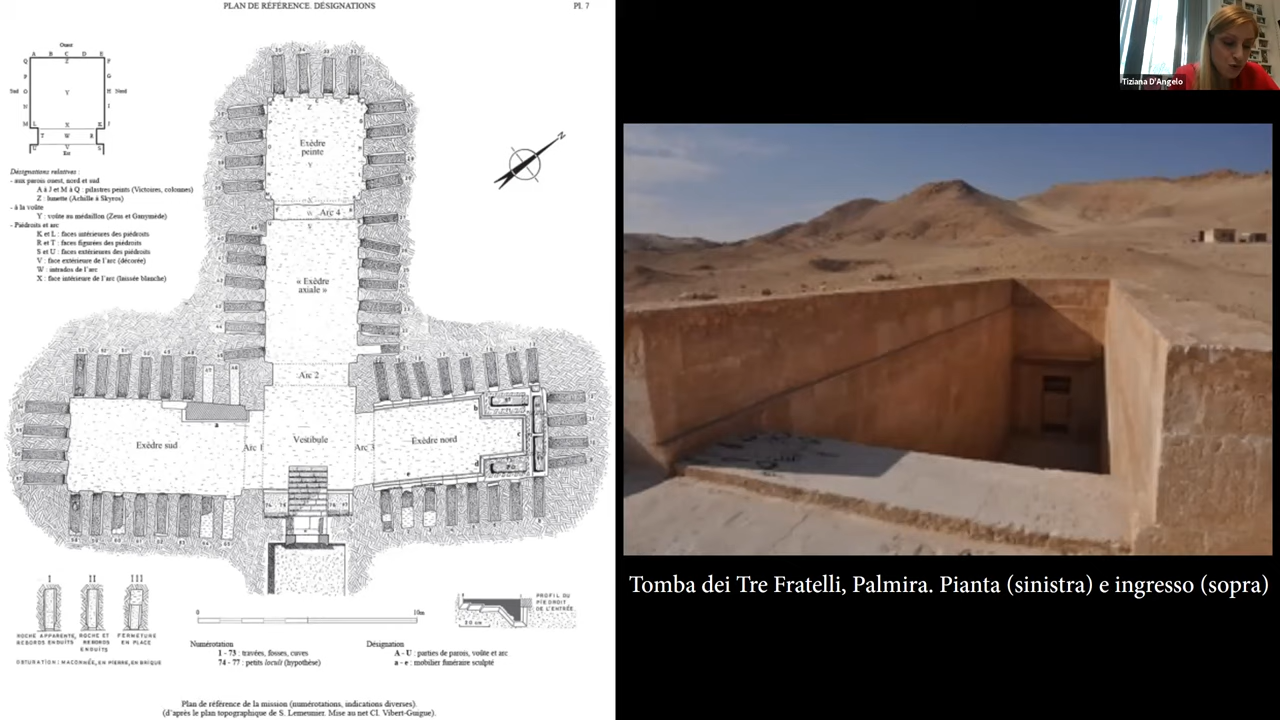 PLAN DE RÉFÉRENCE. DÉSIGNATIONS
Pl. 7
Tiziana D'Angelo
Ouest
A B C D E
Sud
Nord
Est
Désignations relatives :
- aux parois ouest, nord et sud
A à J et M à Q : pilastres peints (Victoires, colonnes)
Z : lunette (Achille à Skyros)
- à la voûte
Y : voûte au médaillon (Zeus et Ganymède)
- Piédroits et arc
K et L : faces intérieures des piédroits
R et T : faces figurées des piédroits
S et U : faces extérieures des piédroits
V : face extérieure de l'arc (décorée)
W : intrados de l'arc
X : face intérieure de l'arc (laissée blanche)
N
Exèdre
peinte
Arc 4
« Exèdre
axiale »
Arc 2
Exèdre sud
Arc 1
Vestibule
Arc 3
Exèdre nord
I II III
ROCHE APPARENTE, REBORDS ENDUITS
ROCHE ET REBORDS ENDUITS
FERMETURE EN PLACE
OBTURATION : MAÇONNÉE, EN PIERRE, EN BRIQUE
0 10m
PROFIL DU
PIEDROIT
DE L'ENTRÉE
Numérotation
1 - 73 : travées, fosses, cuves
74 - 77 : petits loculi (hypothèse)
Désignation
A - U : parties de parois, voûte et arc
a - e : mobilier funéraire sculpté
Plan de référence de la mission (numérotations, indications diverses).
(d'après le plan topographique de S. Lemeunier. Mise au net Cl. Vibert-Guigue).
Tomba dei Tre Fratelli, Palmira. Pianta (sinistra) e ingresso (sopra)